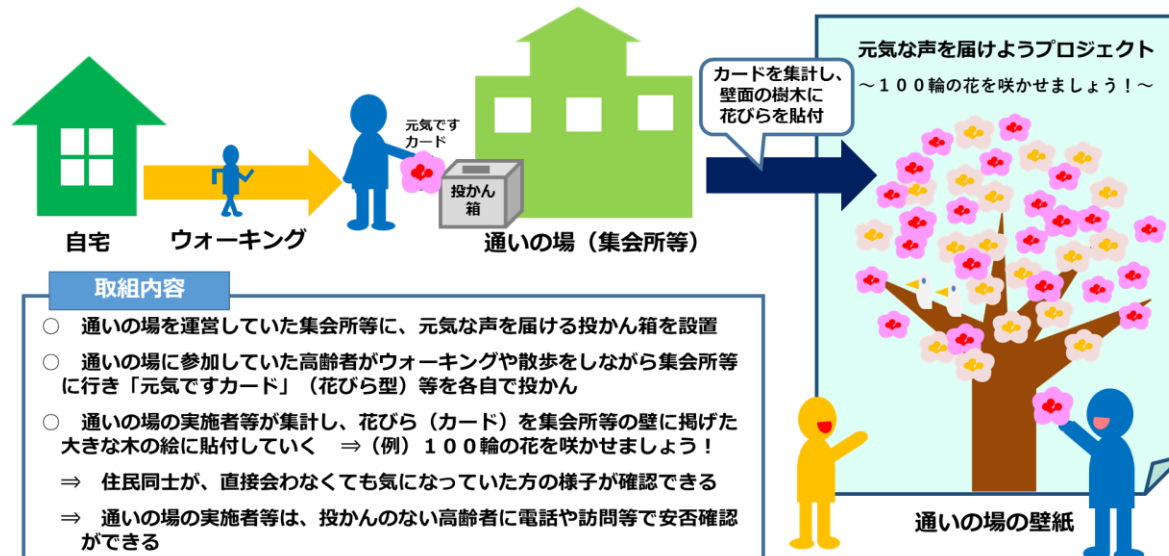 元気な声を届けようプロジェクト
～１００輪の花を咲かせましょう！～
カードを集計し、
壁面の樹木に
花びらを貼付
元気です
カード
投かん
箱
自宅
ウォーキング
通いの場（集会所等）
取組内容
○　通いの場を運営していた集会所等に、元気な声を届ける投かん箱を設置
○　通いの場に参加していた高齢者がウォーキングや散歩をしながら集会所等
に行き「元気ですカード」（花びら型）等を各自で投かん
○　通いの場の実施者等が集計し、花びら（カード）を集会所等の壁に掲げた
大きな木の絵に貼付していく　⇒（例）１００輪の花を咲かせましょう！
⇒　住民同士が、直接会わなくても気になっていた方の様子が確認できる
⇒　通いの場の実施者等は、投かんのない高齢者に電話や訪問等で安否確認
ができる
通いの場の壁紙